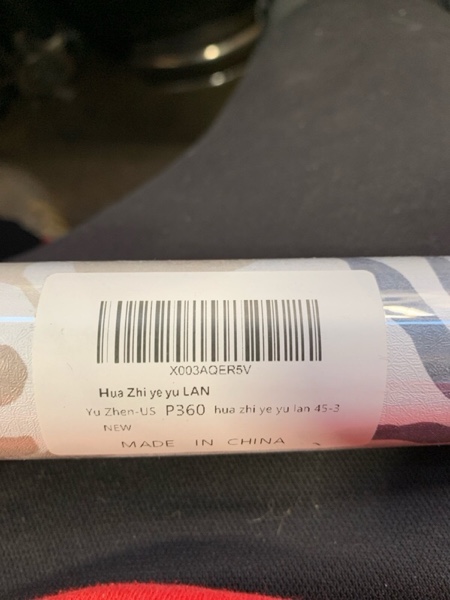 X003AQER5V
Hua Zhi ye yu LAN
Yu Zhen-US P360 hua zhi ye yu lan 45-3
NEW
MADE IN CHINA